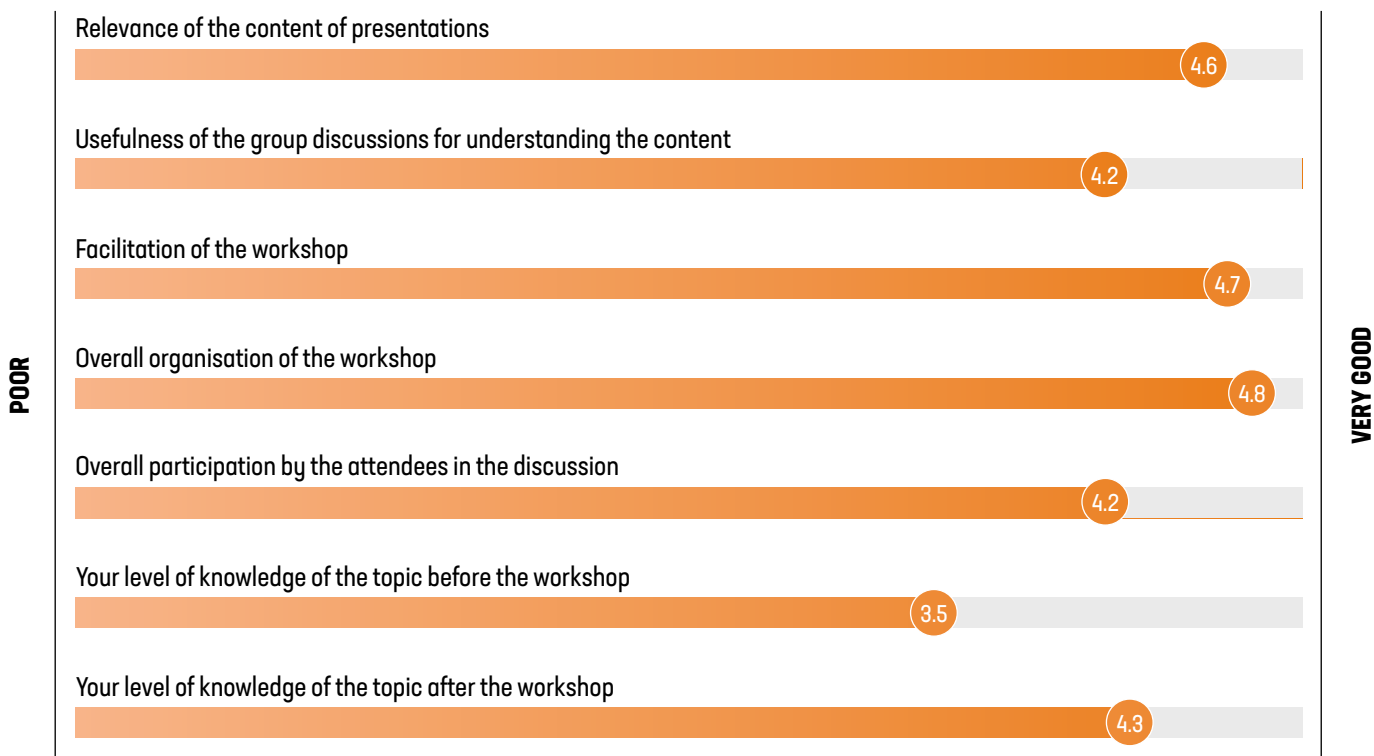 Relevance of the content of presentations
4.6
Usefulness of the group discussions for understanding the content
4.2
Facilitation of the workshop
4.7
Overall organisation of the workshop
4.8
Overall participation by the attendees in the discussion
4.2
Your level of knowledge of the topic before the workshop
3.5
Your level of knowledge of the topic after the workshop
4.3
POOR
VERY GOOD